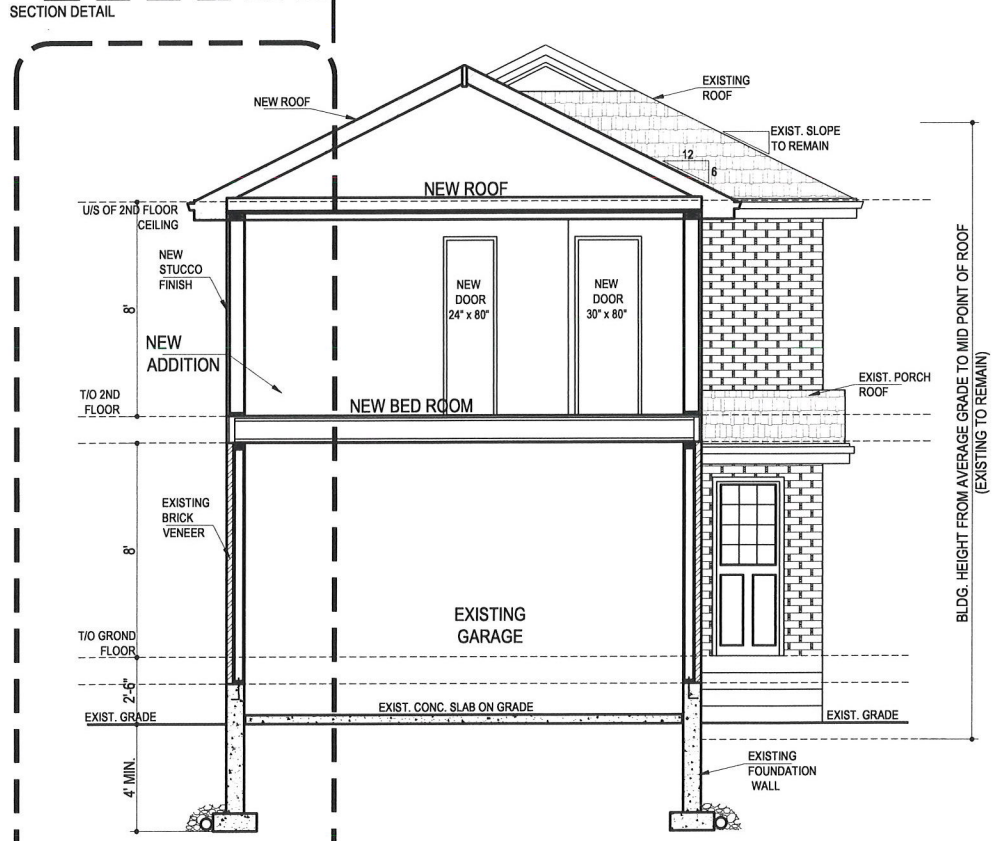 SECTION DETAIL
EXISTING
ROOF
NEW ROOF
EXIST. SLOPE
TO REMAIN
12
6
NEW ROOF
U/S OF 2ND FLOOR
CEILING
NEW
STUCCO
FINISH
8'
NEW
DOOR
24" x 80"
NEW
DOOR
30" x 80"
NEW
ADDITION
EXIST. PORCH
ROOF
T/O 2ND
FLOOR
NEW BED ROOM
BLDG. HEIGHT FROM AVERAGE GRADE TO MID POINT OF ROOF
(EXISTING TO REMAIN)
EXISTING
BRICK
VENEER
8'
EXISTING
GARAGE
T/O GROND
FLOOR
2'-6"
EXIST. CONC. SLAB ON GRADE
EXIST. GRADE
EXIST. GRADE
4' MIN.
EXISTING
FOUNDATION
WALL